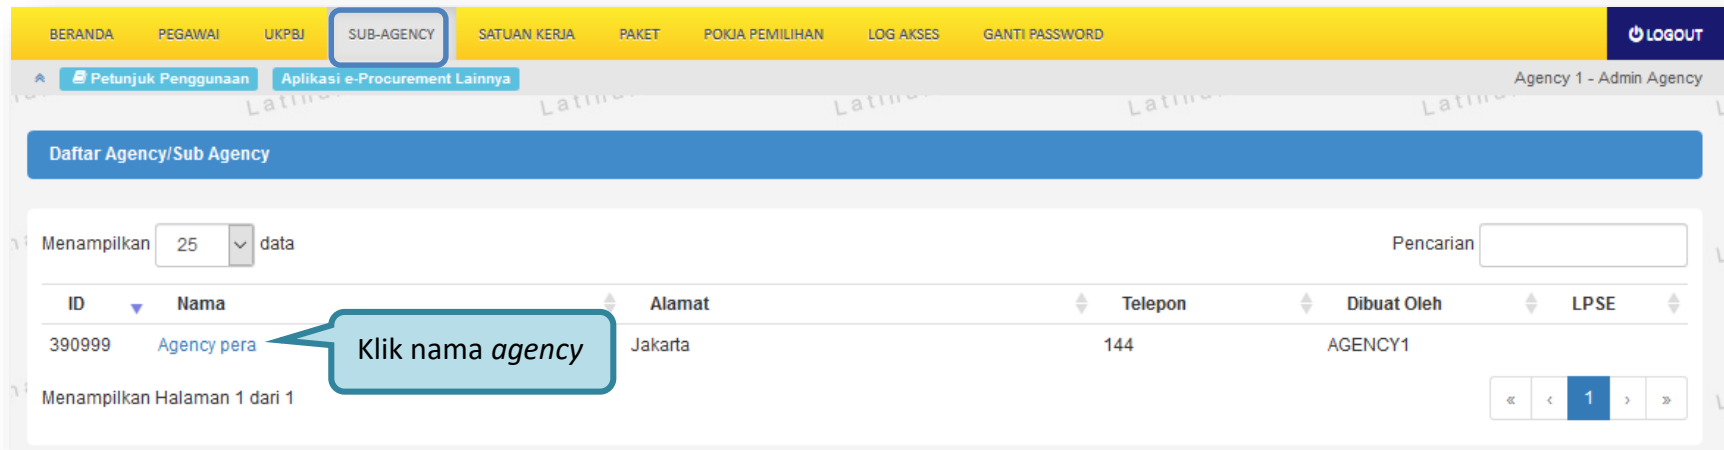 BERANDA PEGAWAI UKPBJ SUB-AGENCY SATUAN KERJA PAKET POKJA PEMILIHAN LOG AKSES GANTI PASSWORD LOGOUT
Petunjuk Penggunaan Aplikasi e-Procurement Lainnya Agency 1 - Admin Agency
Daftar Agency/Sub Agency
Menampilkan 25 data Pencarian
ID Nama Alamat Telepon Dibuat Oleh LPSE
390999 Agency pera Klik nama agency Jakarta 144 AGENCY1
Menampilkan Halaman 1 dari 1 « ‹ 1 › »